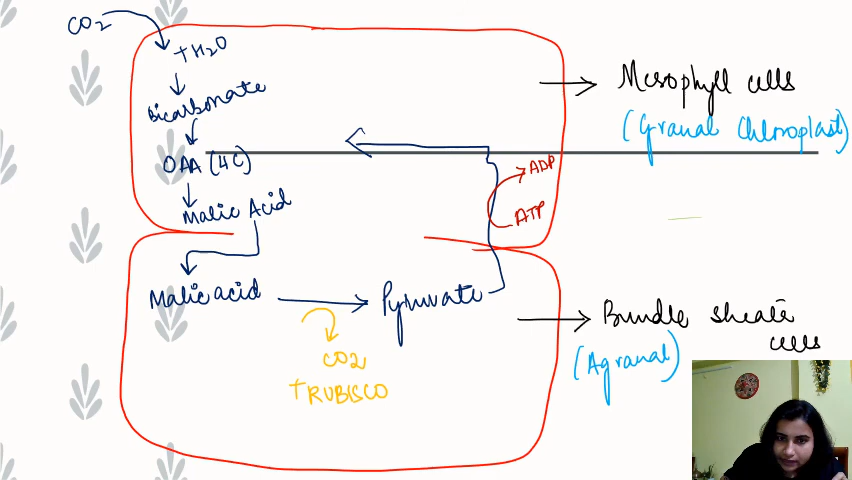 CO2
+H2O
Bicarbonate
OAA (4C)
Malic Acid
ADP
ATP
Mesophyll cells
(Granal Chloroplast)
Malic acid
Pyruvate
CO2
+RUBISCO
Bundle sheate
cells
(Agranal)